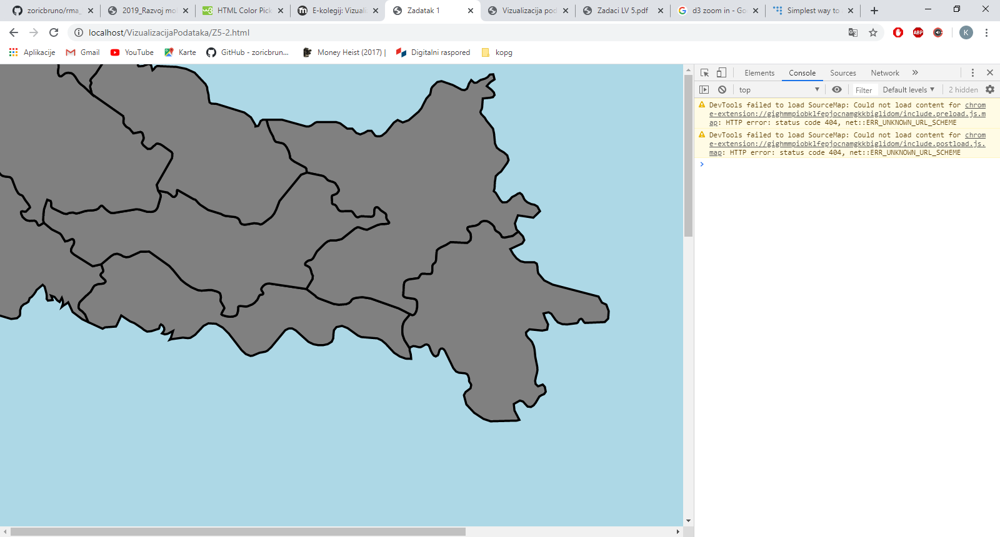 zoricbruno/rma_
2019_Razvoj mo
HTML Color Pick
E-kolegij: Vizuali
Zadatak 1
Vizualizacija pod
Zadaci LV 5.pdf
d3 zoom in - Go
Simplest way to
localhost/VizualizacijaPodataka/Z5-2.html
K
Aplikacije
Gmail
YouTube
Karte
GitHub - zoricbrun...
Money Heist (2017) |
Digitalni raspored
kopg
Elements Console Sources Network »
top Filter Default levels ▼ 2 hidden
DevTools failed to load SourceMap: Could not load content for chrom
e-extension://gighmmpiobklfepjocnamgkkbiglidom/include.preload.js.m
ap: HTTP error: status code 404, net::ERR_UNKNOWN_URL_SCHEME
DevTools failed to load SourceMap: Could not load content for chrom
e-extension://gighmmpiobklfepjocnamgkkbiglidom/include.postload.js.
map: HTTP error: status code 404, net::ERR_UNKNOWN_URL_SCHEME